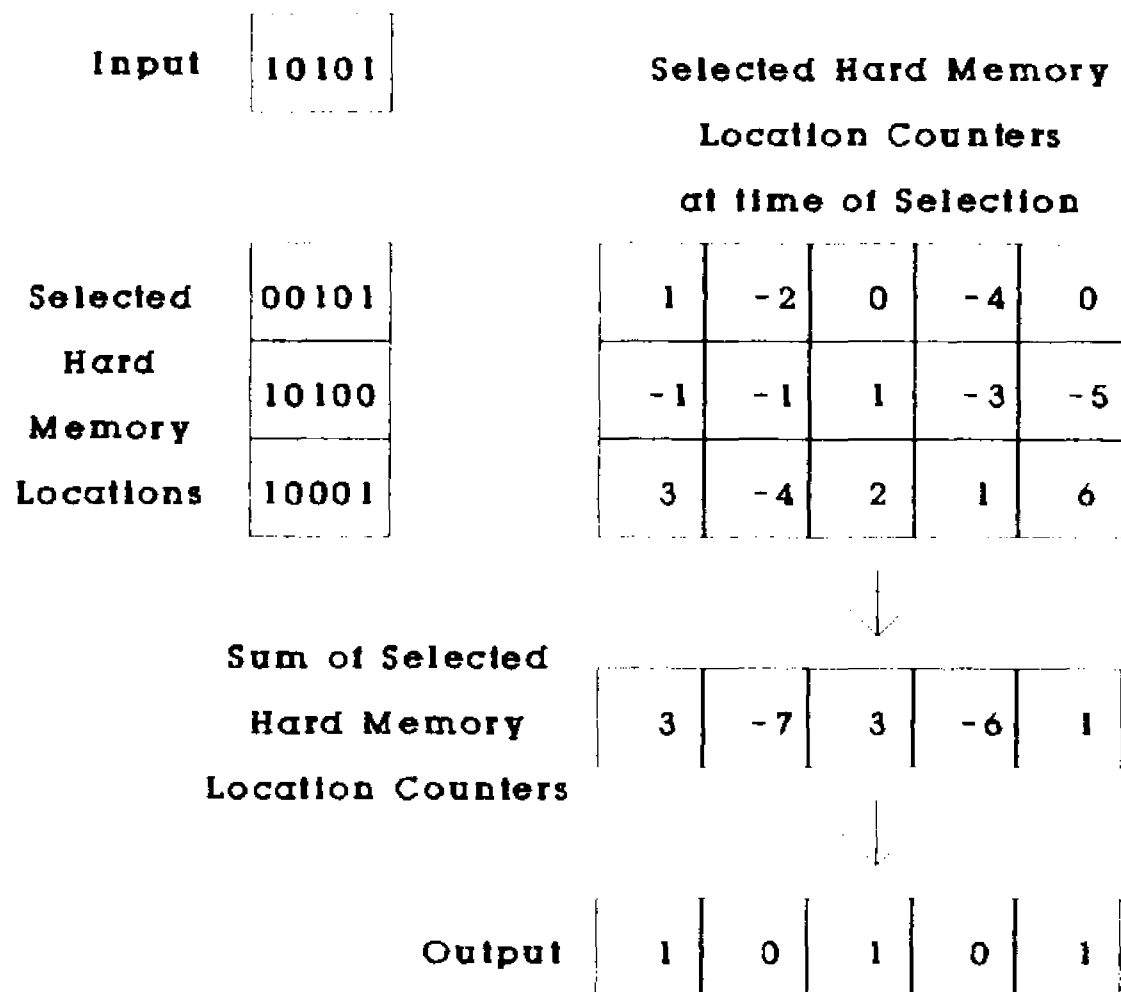 Input 10101
Selected Hard Memory
Location Counters
at time of Selection
Selected 00101 1 -2 0 -4 0
Hard
Memory
Locations
10100 -1 -1 1 -3 -5
10001 3 -4 2 1 6
Sum of Selected
Hard Memory
Location Counters
3 -7 3 -6 1
Output 1 0 1 0 1